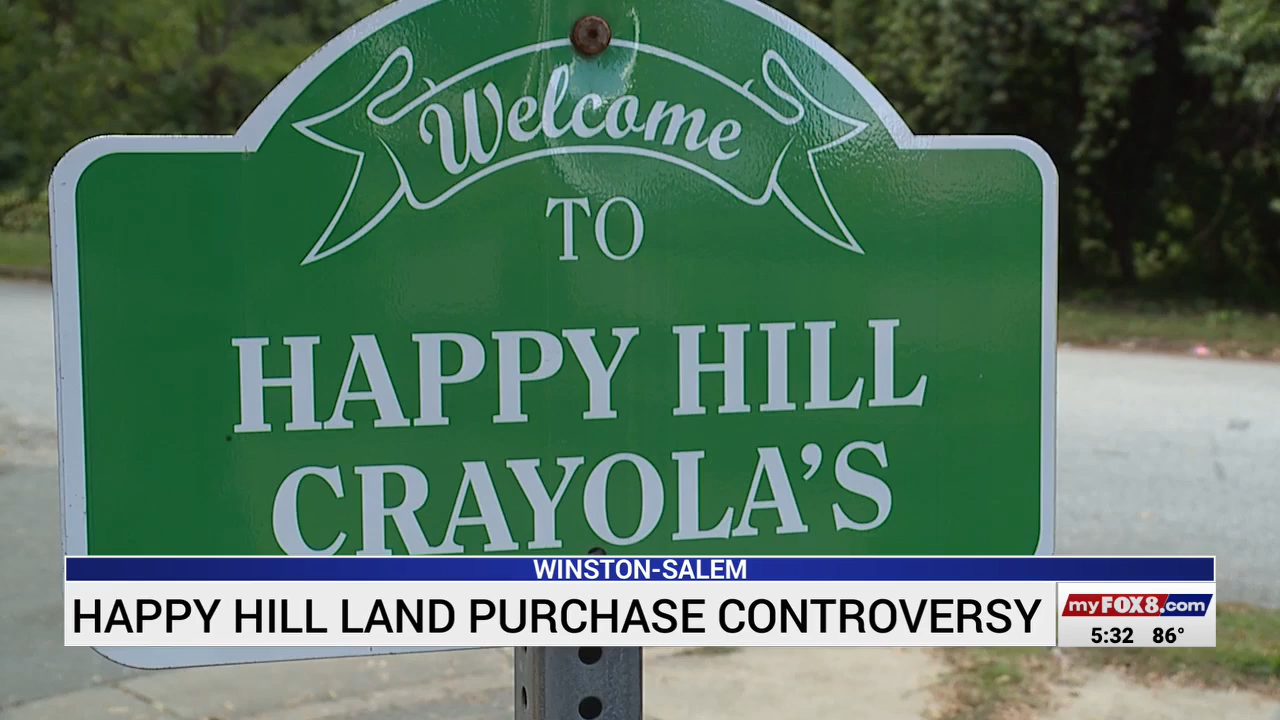 Welcome
TO
HAPPY HILL
CRAYOLA'S
WINSTON-SALEM
HAPPY HILL LAND PURCHASE CONTROVERSY
myFOX8.com
5:32 86°